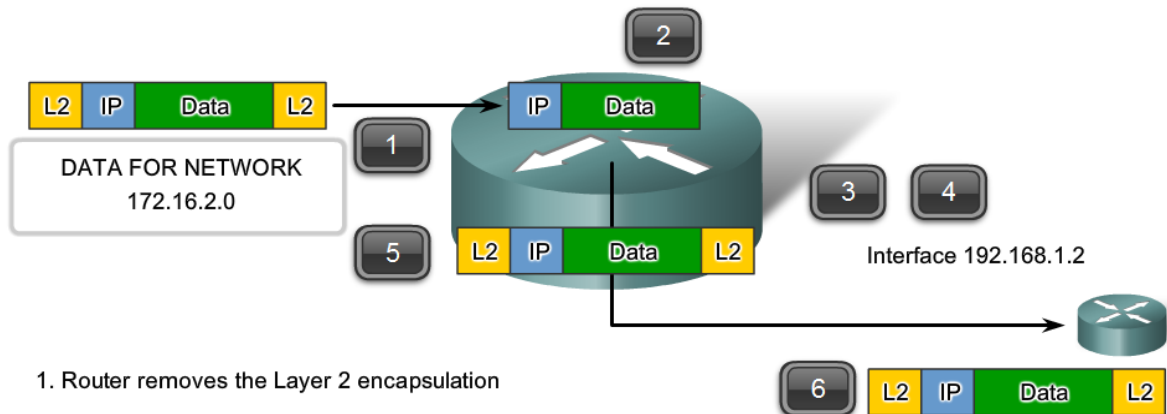 2
L2 IP Data L2
IP Data
1
DATA FOR NETWORK
172.16.2.0
3 4
5
L2 IP Data L2
Interface 192.168.1.2
1. Router removes the Layer 2 encapsulation
6
L2 IP Data L2